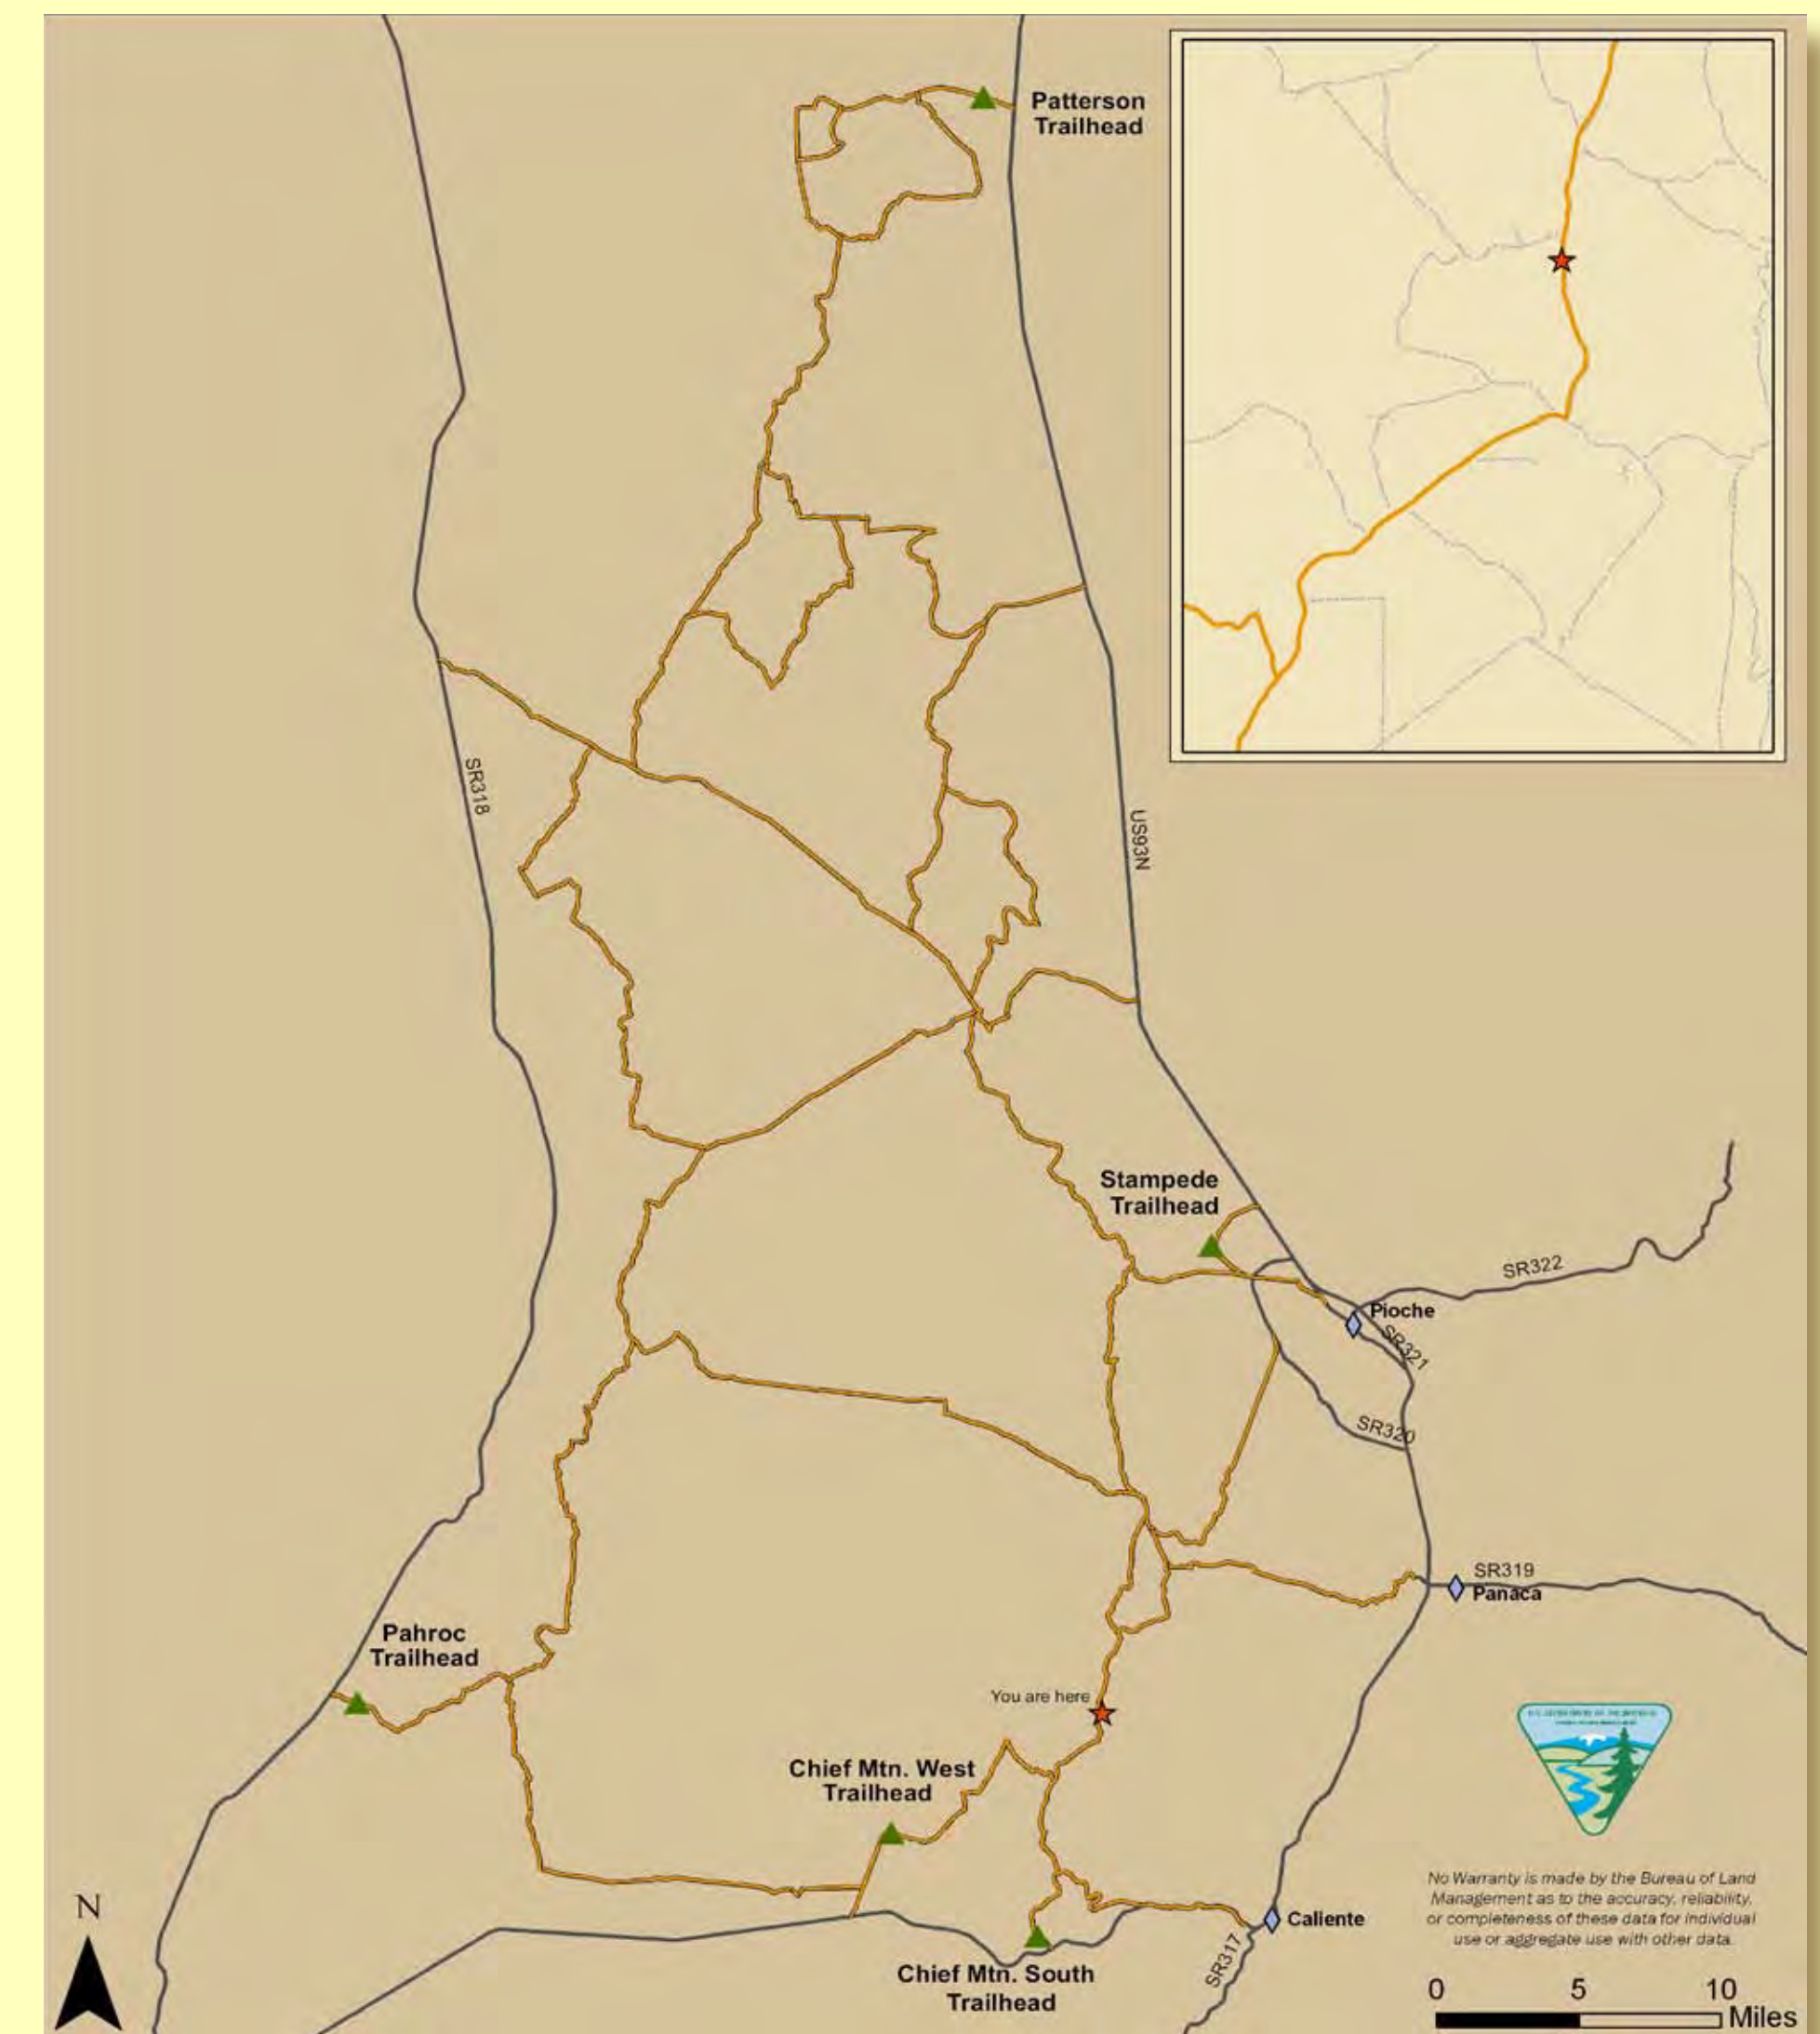 Patterson
Trailhead
SR318
US93N
Stampede
Trailhead
SR322
Pioche
SR321
SR320
SR319
Panaca
Pahroc
Trailhead
You are here
Chief Mtn. West
Trailhead
Chief Mtn. South
Trailhead
Caliente
SR317
N
No Warranty is made by the Bureau of Land
Management as to the accuracy, reliability,
or completeness of these data for individual
use or aggregate use with other data.
0 5 10
Miles